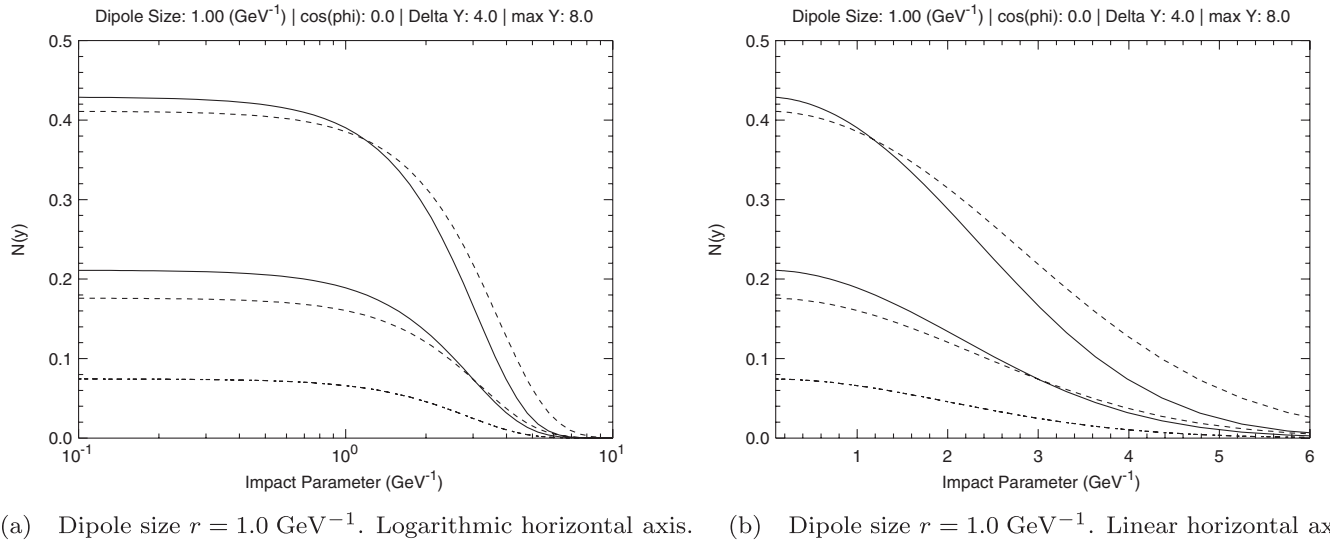 Dipole Size: 1.00 (GeV⁻¹) | cos(phi): 0.0 | Delta Y: 4.0 | max Y: 8.0
0.5
0.4
0.3
0.2
0.1
0.0
N(y)
10⁻¹ 10⁰ 10¹
Impact Parameter (GeV⁻¹)
(a) Dipole size r = 1.0 GeV⁻¹. Logarithmic horizontal axis.
Dipole Size: 1.00 (GeV⁻¹) | cos(phi): 0.0 | Delta Y: 4.0 | max Y: 8.0
0.5
0.4
0.3
0.2
0.1
0.0
N(y)
1 2 3 4 5 6
Impact Parameter (GeV⁻¹)
(b) Dipole size r = 1.0 GeV⁻¹. Linear horizontal ax